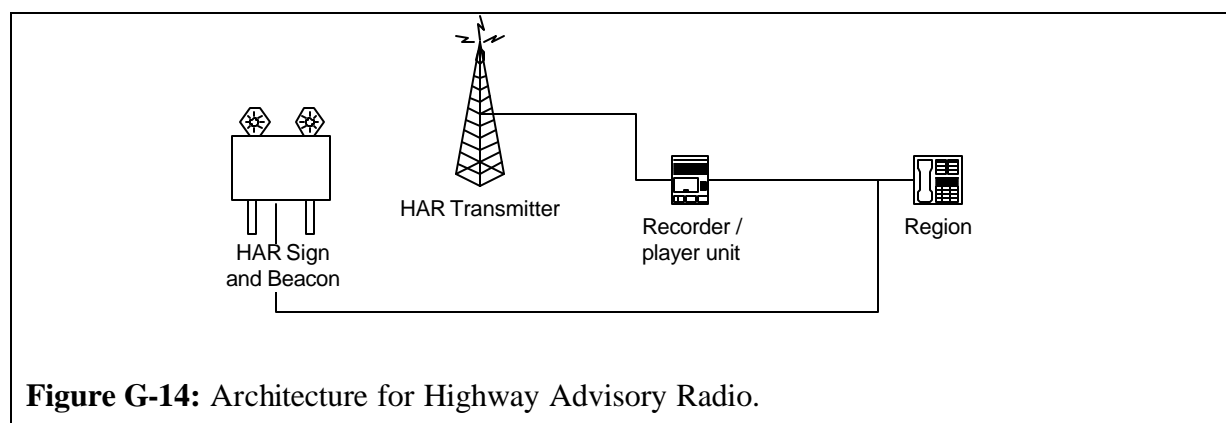 HAR Transmitter
HAR Sign
and Beacon
Recorder /
player unit
Region
Figure G-14: Architecture for Highway Advisory Radio.